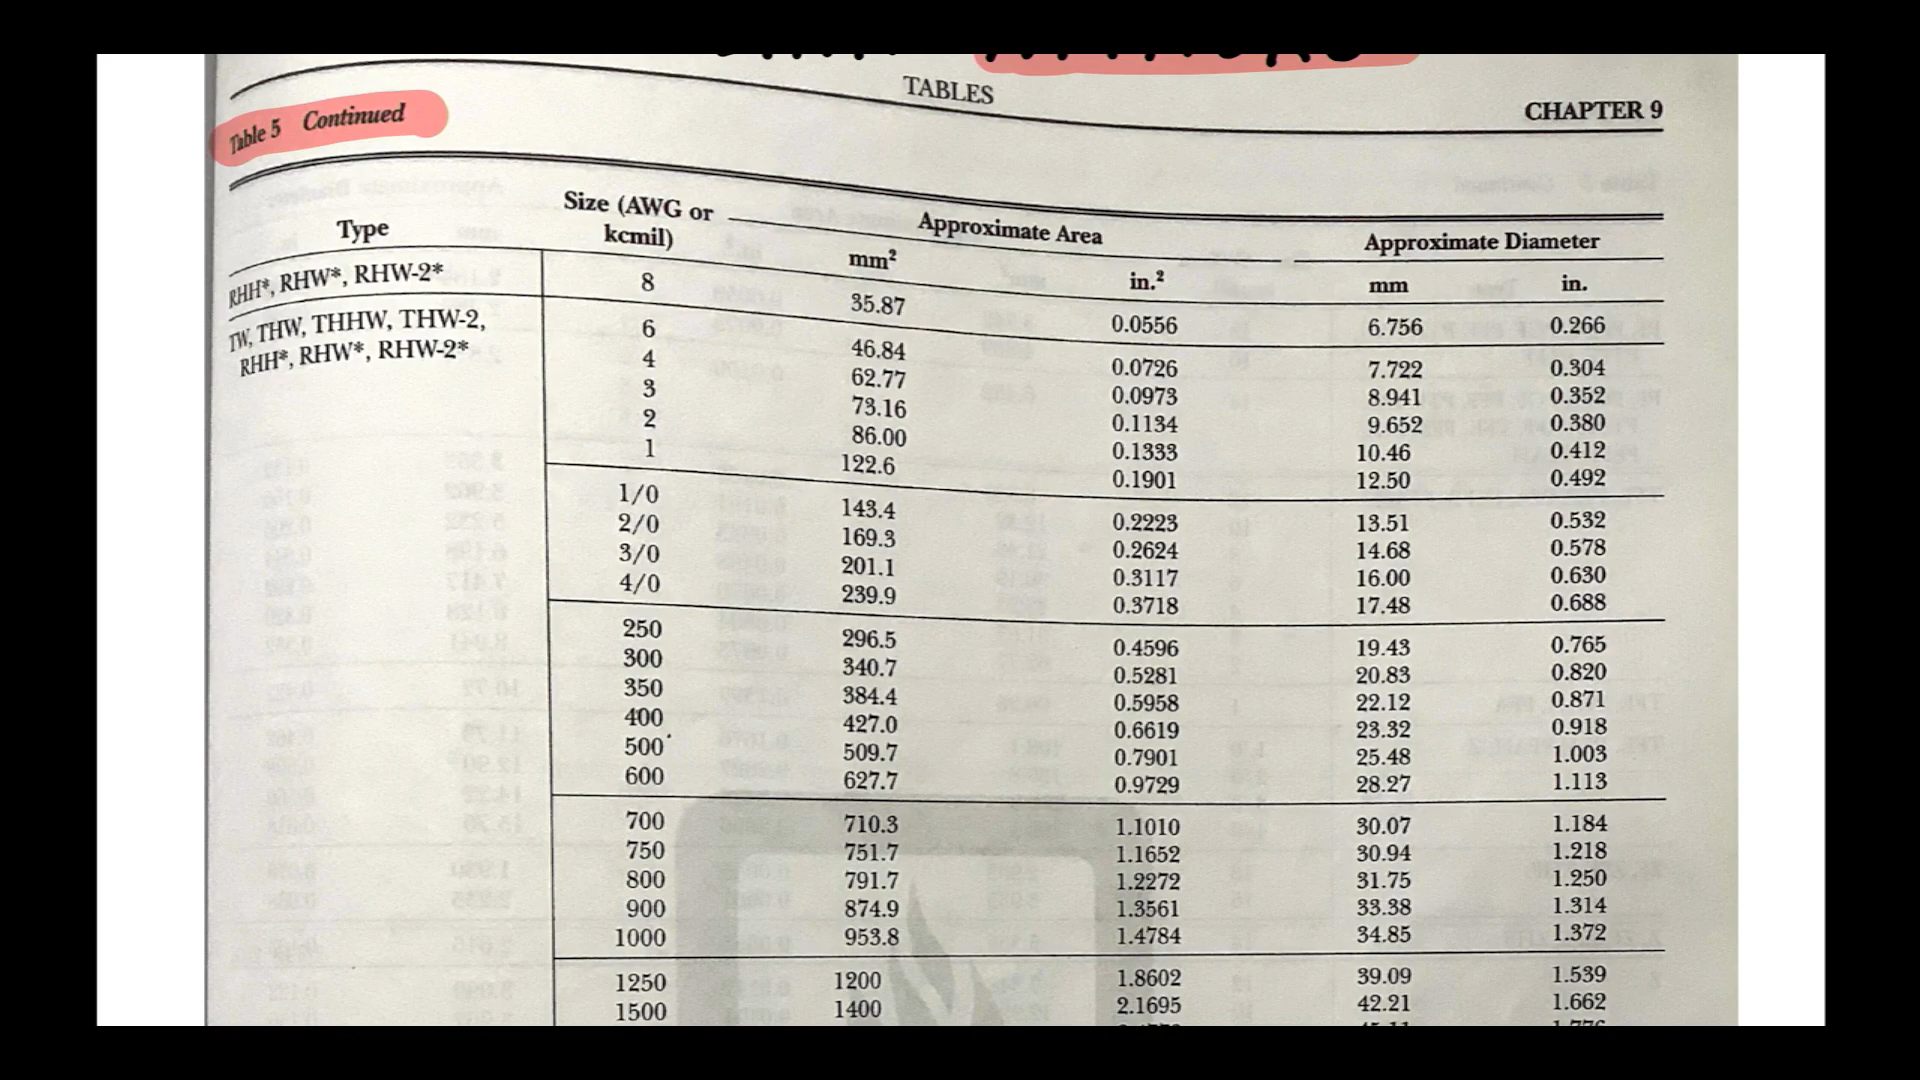 TABLES
CHAPTER 9
Table 5 Continued
Type
Size (AWG or kcmil)
Approximate Area
Approximate Diameter
mm² in.² mm in.
RHH*, RHW*, RHW-2* 8 35.87 0.0556 6.756 0.266
TW, THW, THHW, THW-2,
RHH*, RHW*, RHW-2*
6 46.84 0.0726 7.722 0.304
4 62.77 0.0973 8.941 0.352
3 73.16 0.1134 9.652 0.380
2 86.00 0.1333 10.46 0.412
1 122.6 0.1901 12.50 0.492
1/0 143.4 0.2223 13.51 0.532
2/0 169.3 0.2624 14.68 0.578
3/0 201.1 0.3117 16.00 0.630
4/0 239.9 0.3718 17.48 0.688
250 296.5 0.4596 19.43 0.765
300 340.7 0.5281 20.83 0.820
350 384.4 0.5958 22.12 0.871
400 427.0 0.6619 23.32 0.918
500 509.7 0.7901 25.48 1.003
600 627.7 0.9729 28.27 1.113
700 710.3 1.1010 30.07 1.184
750 751.7 1.1652 30.94 1.218
800 791.7 1.2272 31.75 1.250
900 874.9 1.3561 33.38 1.314
1000 953.8 1.4784 34.85 1.372
1250 1200 1.8602 39.09 1.539
1500 1400 2.1695 42.21 1.662